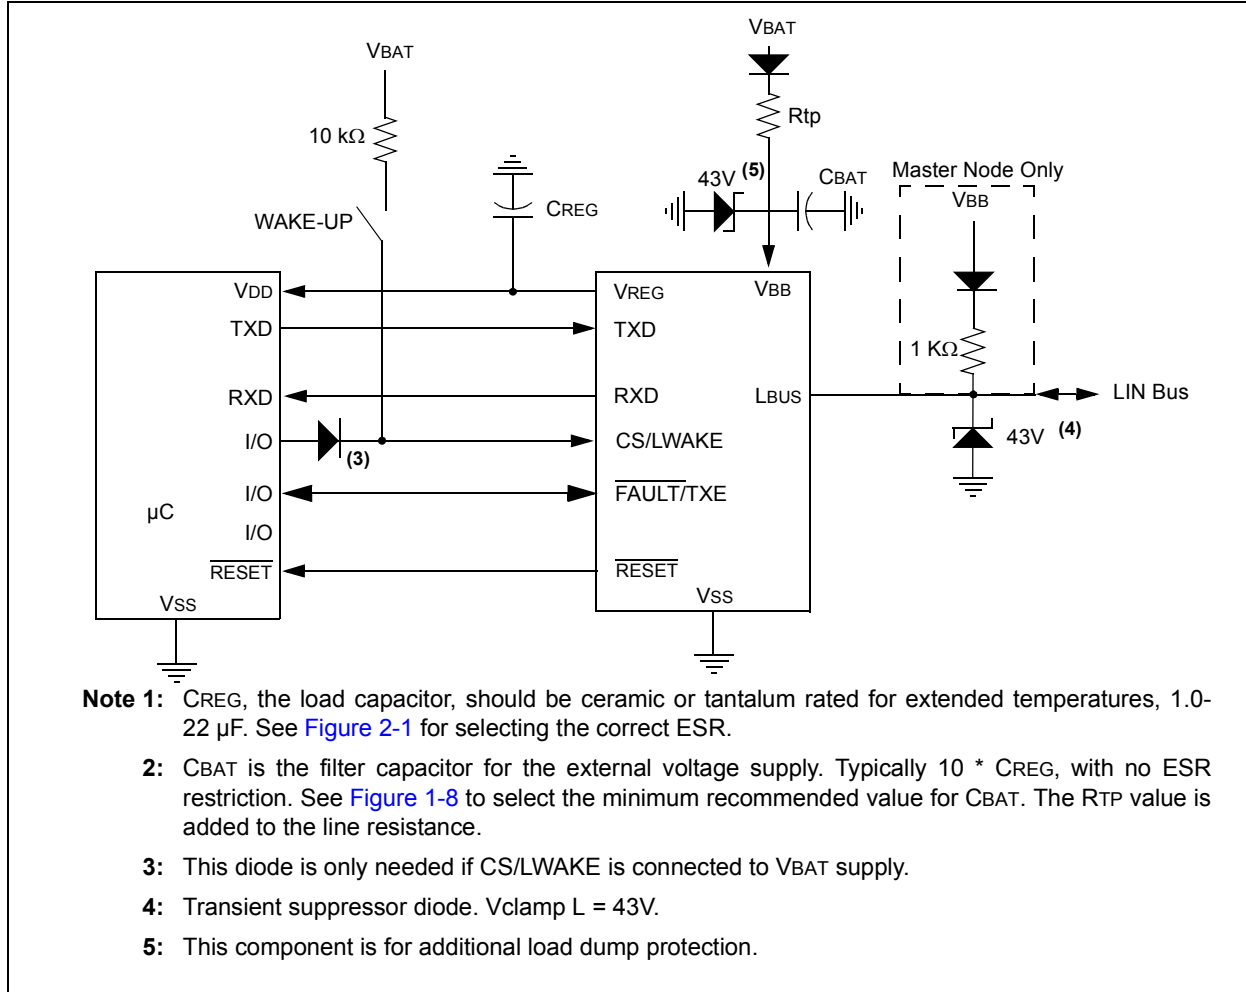 VBAT
VBAT
10 kΩ
Rtp
43V (5)
CBAT
Master Node Only
VBB
CREG
WAKE-UP
VDD
VREG
VBB
TXD
TXD
1 KΩ
RXD
RXD
LBUS
LIN Bus
I/O
(3)
CS/LWAKE
43V (4)
I/O
FAULT/TXE
µC
I/O
RESET
RESET
VSS
VSS
Note 1: CREG, the load capacitor, should be ceramic or tantalum rated for extended temperatures, 1.0-
22 µF. See Figure 2-1 for selecting the correct ESR.
2: CBAT is the filter capacitor for the external voltage supply. Typically 10 * CREG, with no ESR
restriction. See Figure 1-8 to select the minimum recommended value for CBAT. The RTP value is
added to the line resistance.
3: This diode is only needed if CS/LWAKE is connected to VBAT supply.
4: Transient suppressor diode. Vclamp L = 43V.
5: This component is for additional load dump protection.